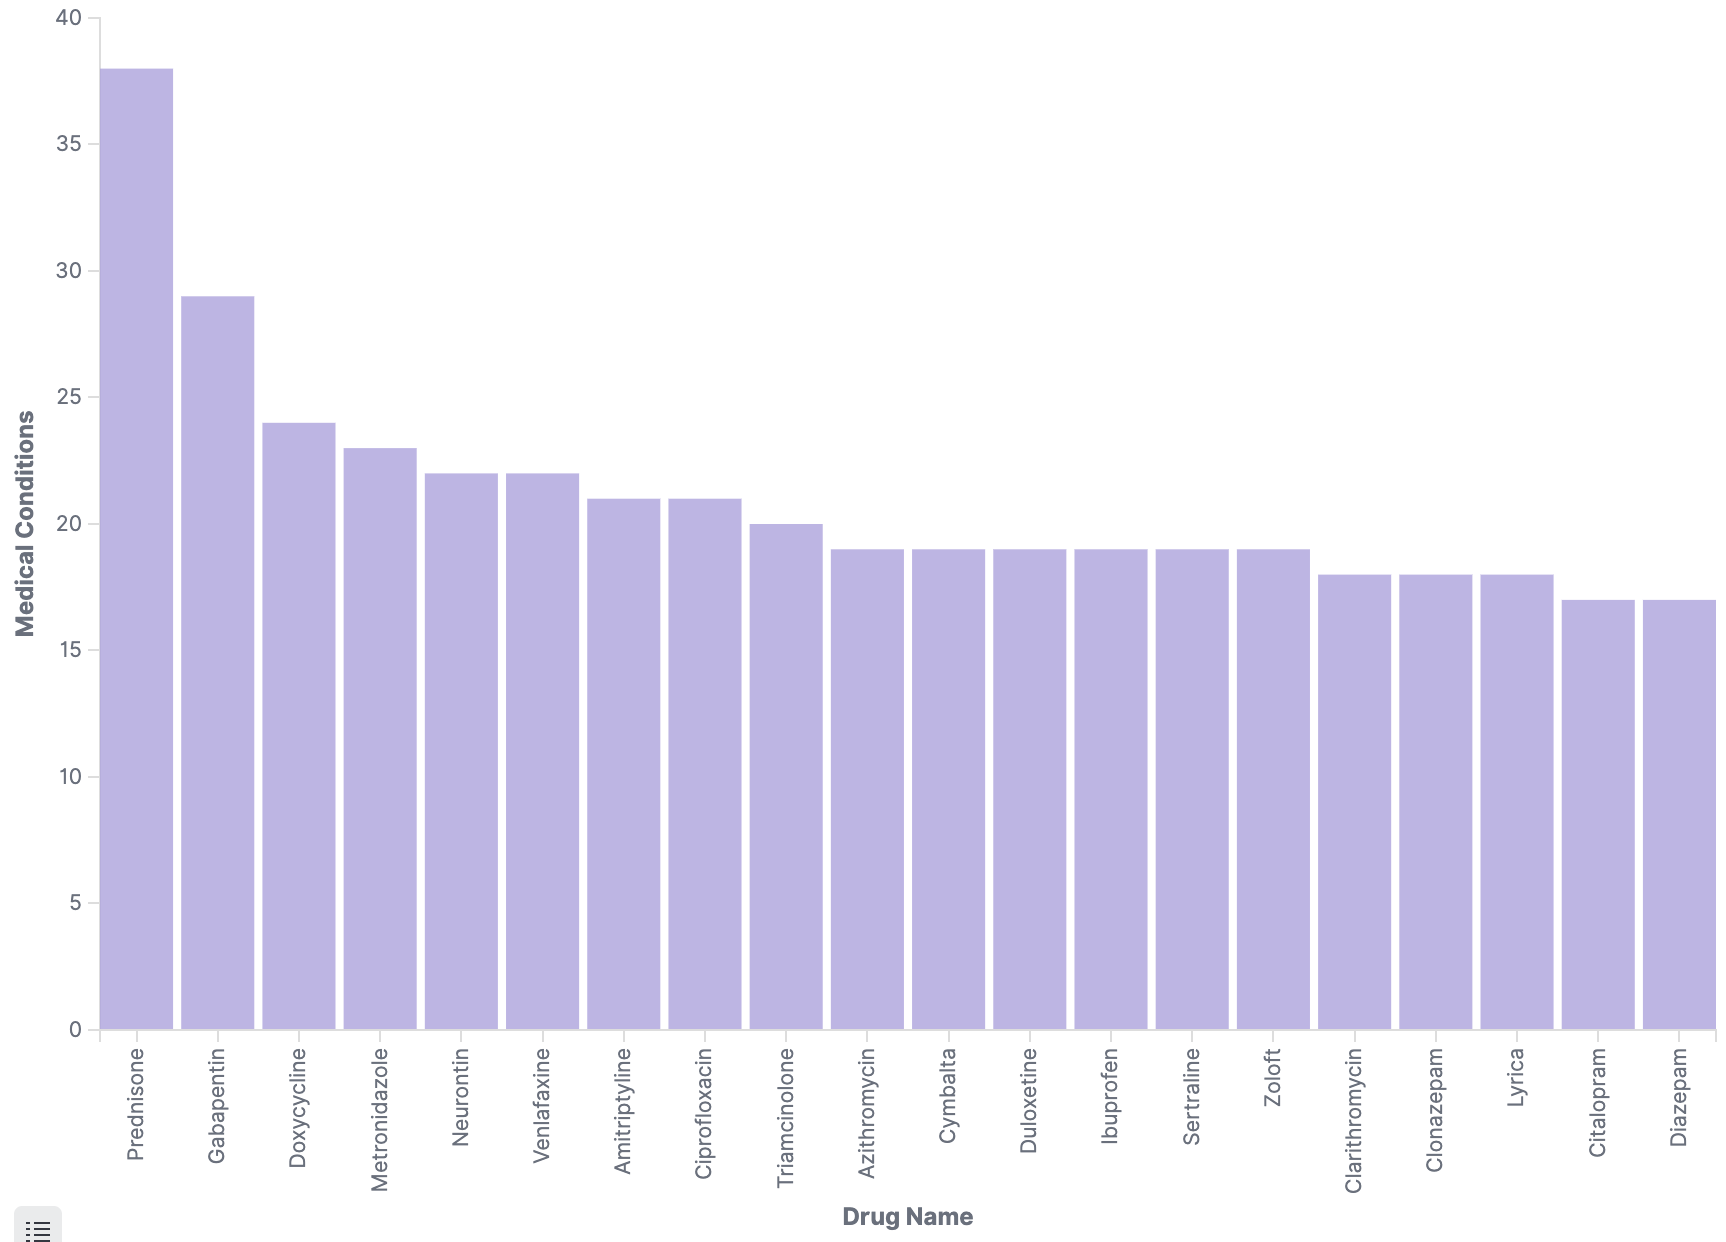 40
35
30
25
20
15
10
5
0
Medical Conditions
Prednisone
Gabapentin
Doxycycline
Metronidazole
Neurontin
Venlafaxine
Amitriptyline
Ciprofloxacin
Triamcinolone
Azithromycin
Cymbalta
Duloxetine
Ibuprofen
Sertraline
Zoloft
Clarithromycin
Clonazepam
Lyrica
Citalopram
Diazepam
Drug Name